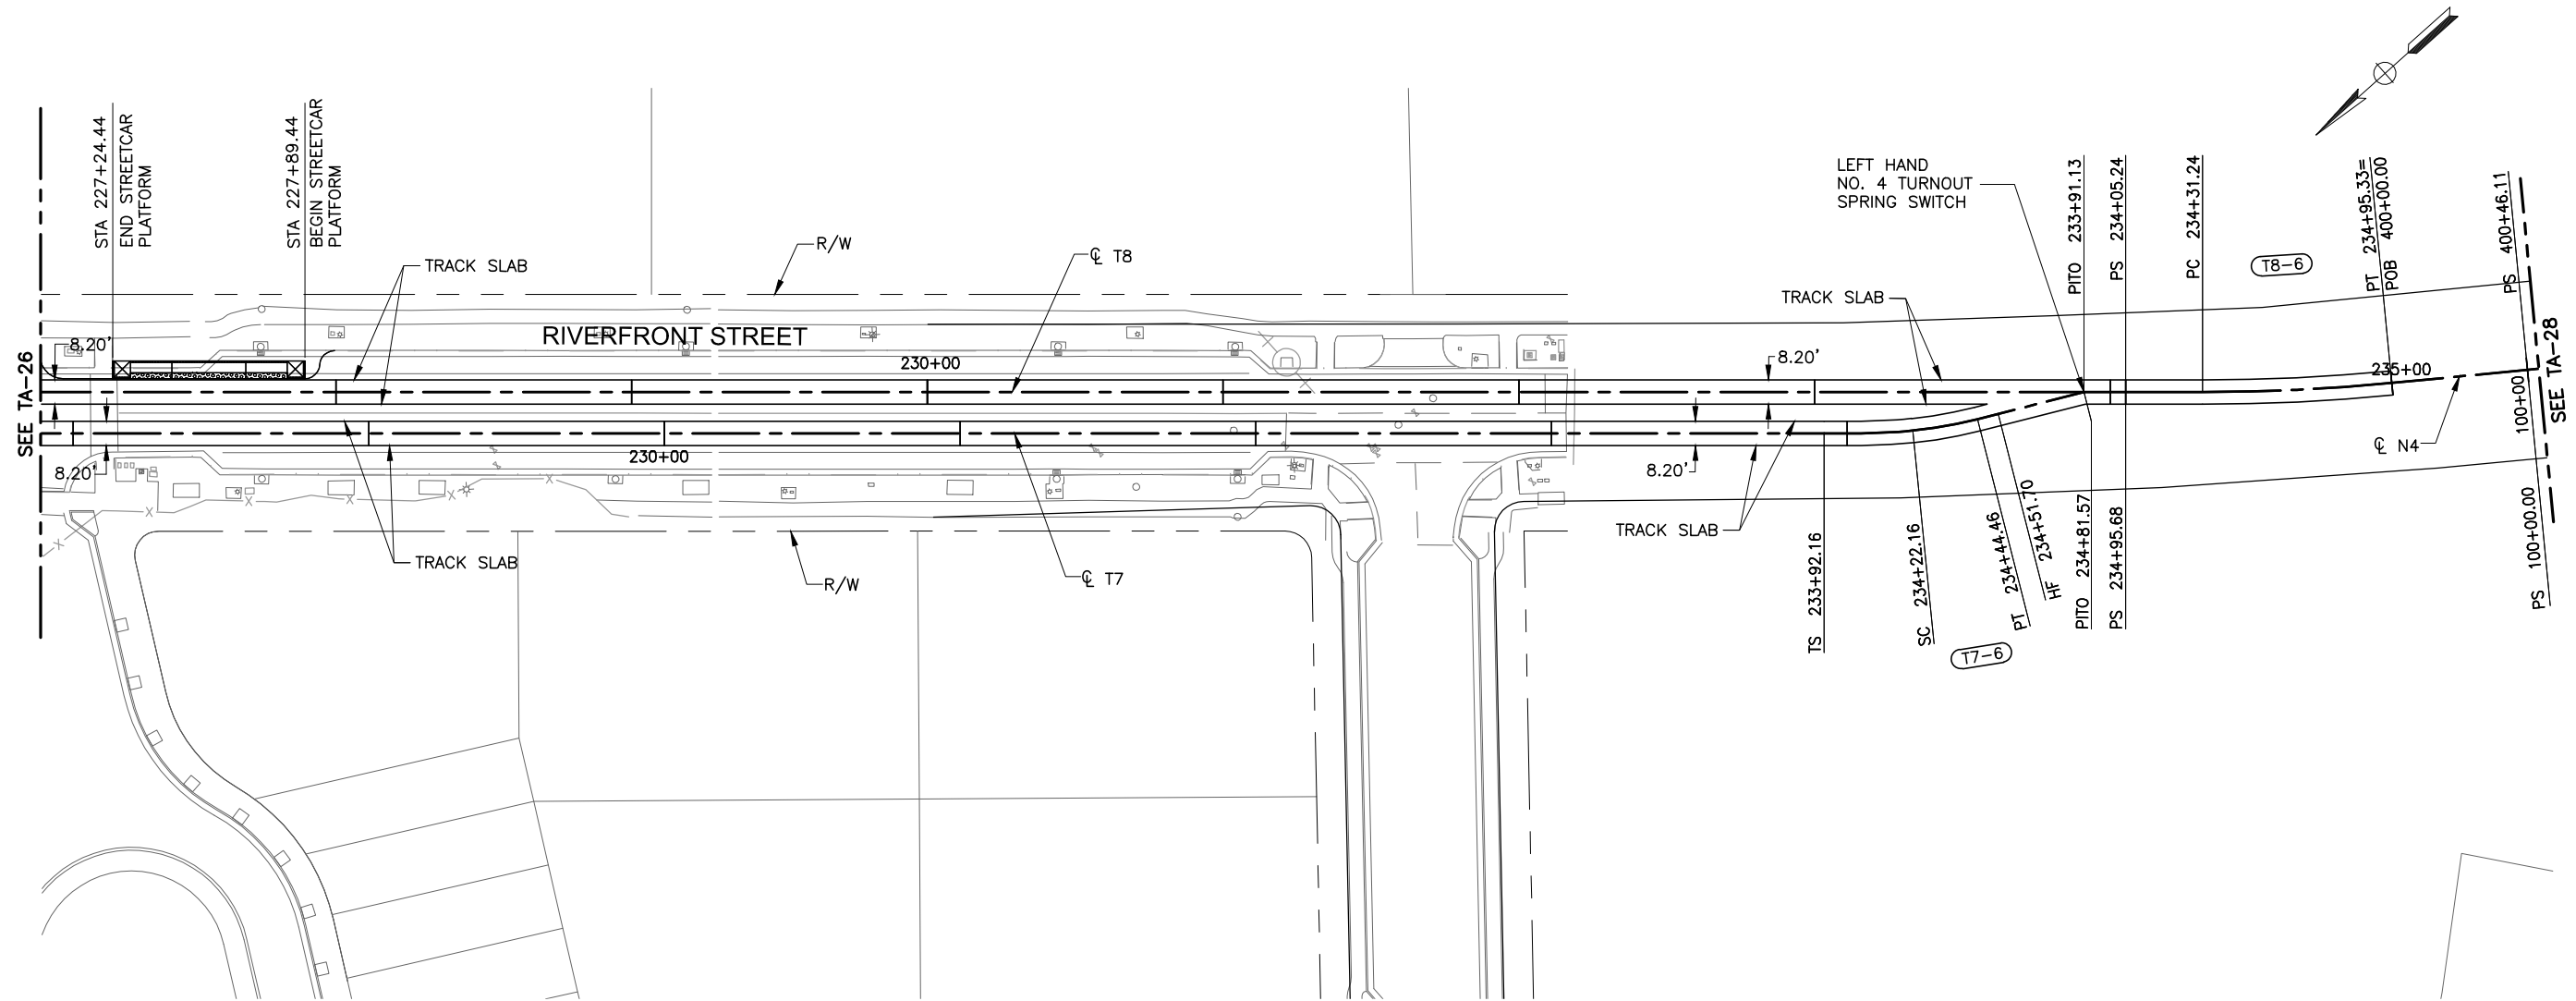 STA 227+24.44
END STREETCAR
PLATFORM
STA 227+89.44
BEGIN STREETCAR
PLATFORM
TRACK SLAB
R/W
℄ T8
LEFT HAND
NO. 4 TURNOUT
SPRING SWITCH
PITO 233+91.13
PS 234+05.24
PC 234+31.24
T8-6
PT 234+95.33=
POB 400+00.00
PS 400+46.11
TRACK SLAB
RIVERFRONT STREET
8.20'
230+00
8.20'
235+00
SEE TA-26
SEE TA-28
100+00
℄ N4
230+00
8.20'
8.20'
TRACK SLAB
TRACK SLAB
R/W
℄ T7
TS 233+92.16
SC 234+22.16
T7-6
PT 234+44.46
HF 234+51.70
PITO 234+81.57
PS 234+95.68
PS 100+00.00